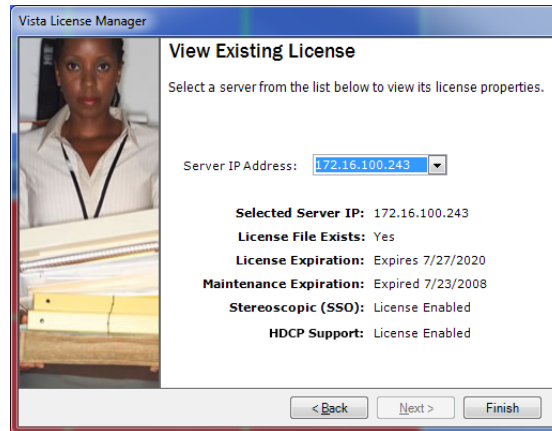 Vista License Manager
View Existing License
Select a server from the list below to view its license properties.
Server IP Address: 172.16.100.243
Selected Server IP: 172.16.100.243
License File Exists: Yes
License Expiration: Expires 7/27/2020
Maintenance Expiration: Expired 7/23/2008
Stereoscopic (SSO): License Enabled
HDCP Support: License Enabled
< Back Next > Finish